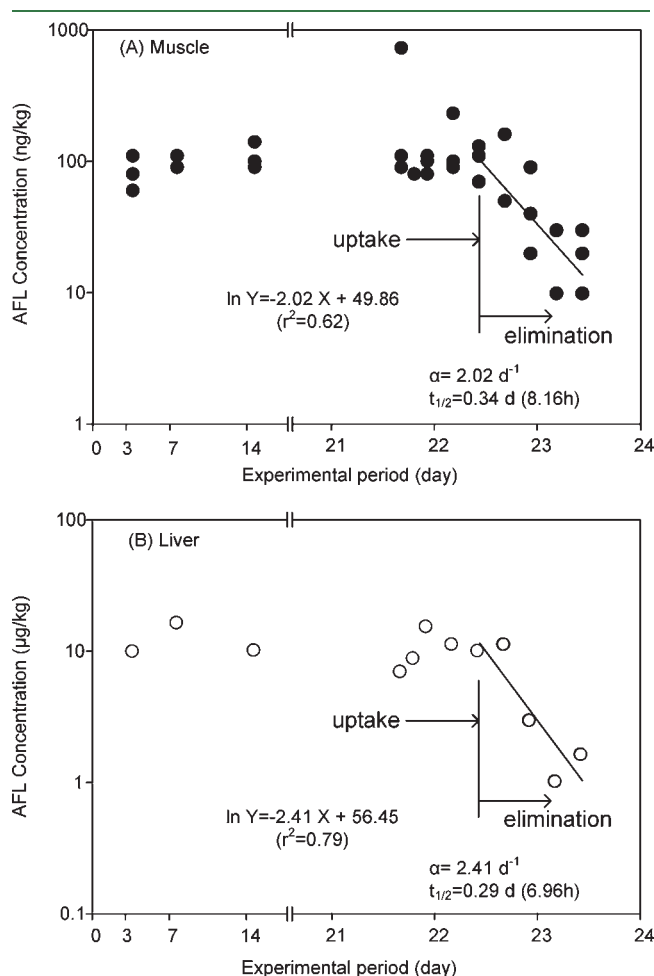 (A) Muscle
AFL Concentration (ng/kg)
1000
100
10
1
uptake
ln Y=-2.02 X + 49.86
(r²=0.62)
elimination
α= 2.02 d⁻¹
t₁/₂=0.34 d (8.16h)
0 3 7 14 21 22 23 24
Experimental period (day)
(B) Liver
AFL Concentration (µg/kg)
100
10
1
0.1
uptake
ln Y=-2.41 X + 56.45
(r²=0.79)
elimination
α= 2.41 d⁻¹
t₁/₂=0.29 d (6.96h)
0 3 7 14 21 22 23 24
Experimental period (day)